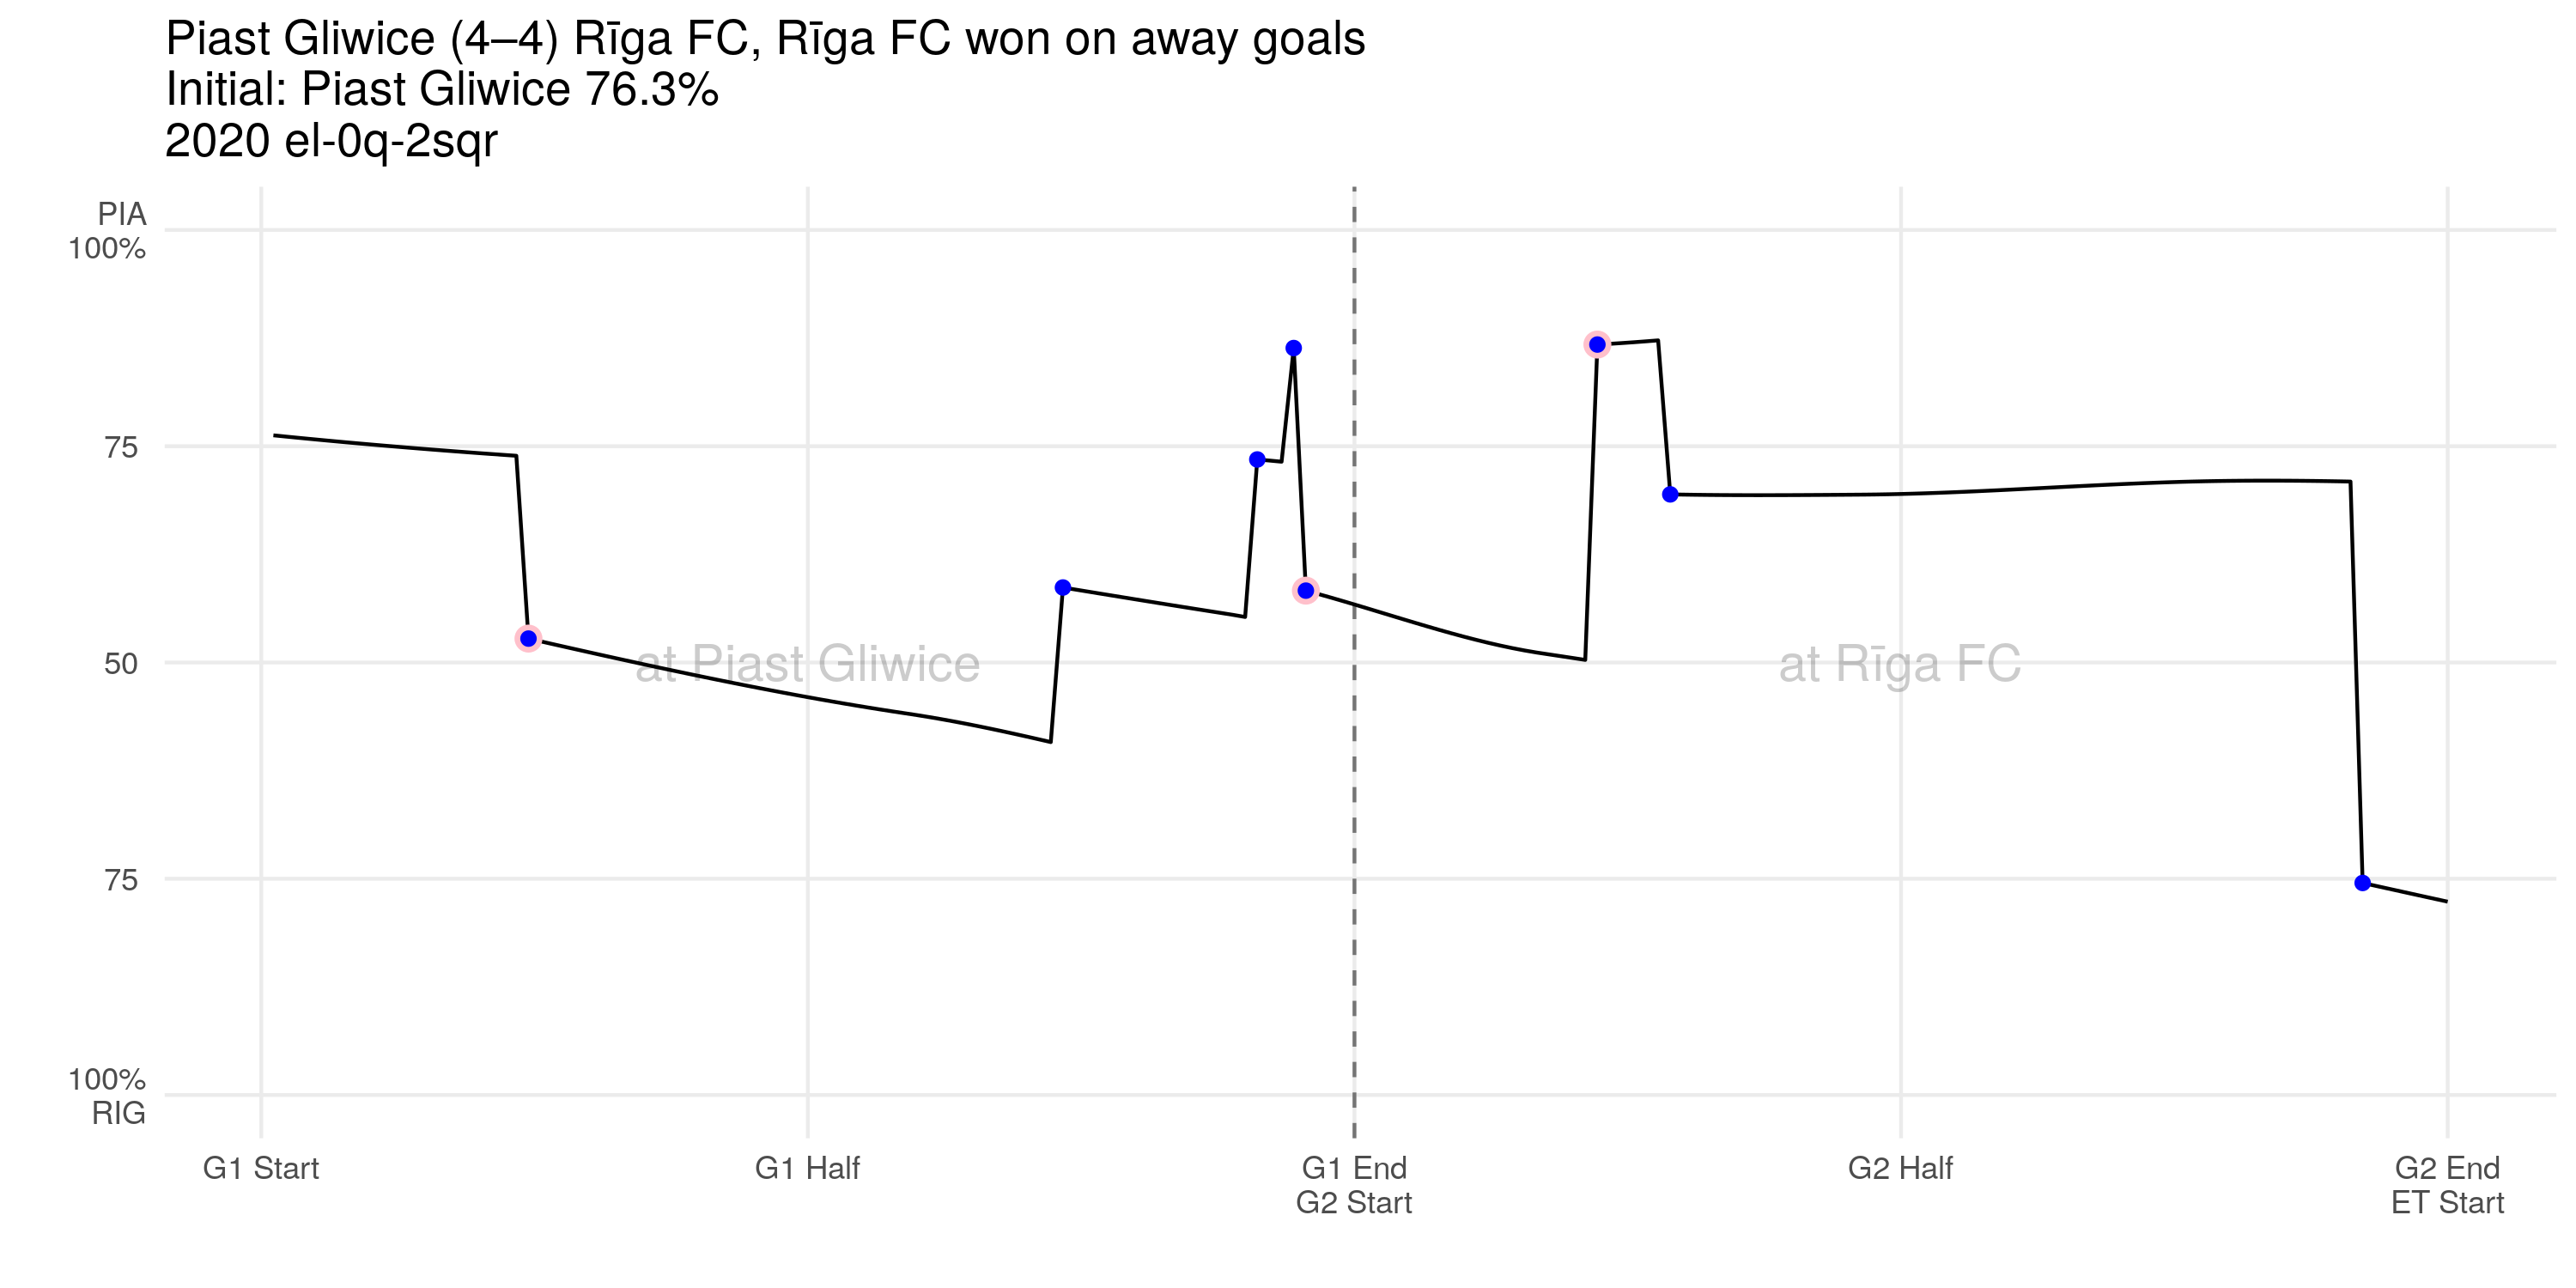 Piast Gliwice (4–4) Rīga FC, Rīga FC won on away goals
Initial: Piast Gliwice 76.3%
2020 el-0q-2sqr
PIA
100%
75
50
75
100%
RIG
at Piast Gliwice
at Rīga FC
G1 Start
G1 Half
G1 End
G2 Start
G2 Half
G2 End
ET Start